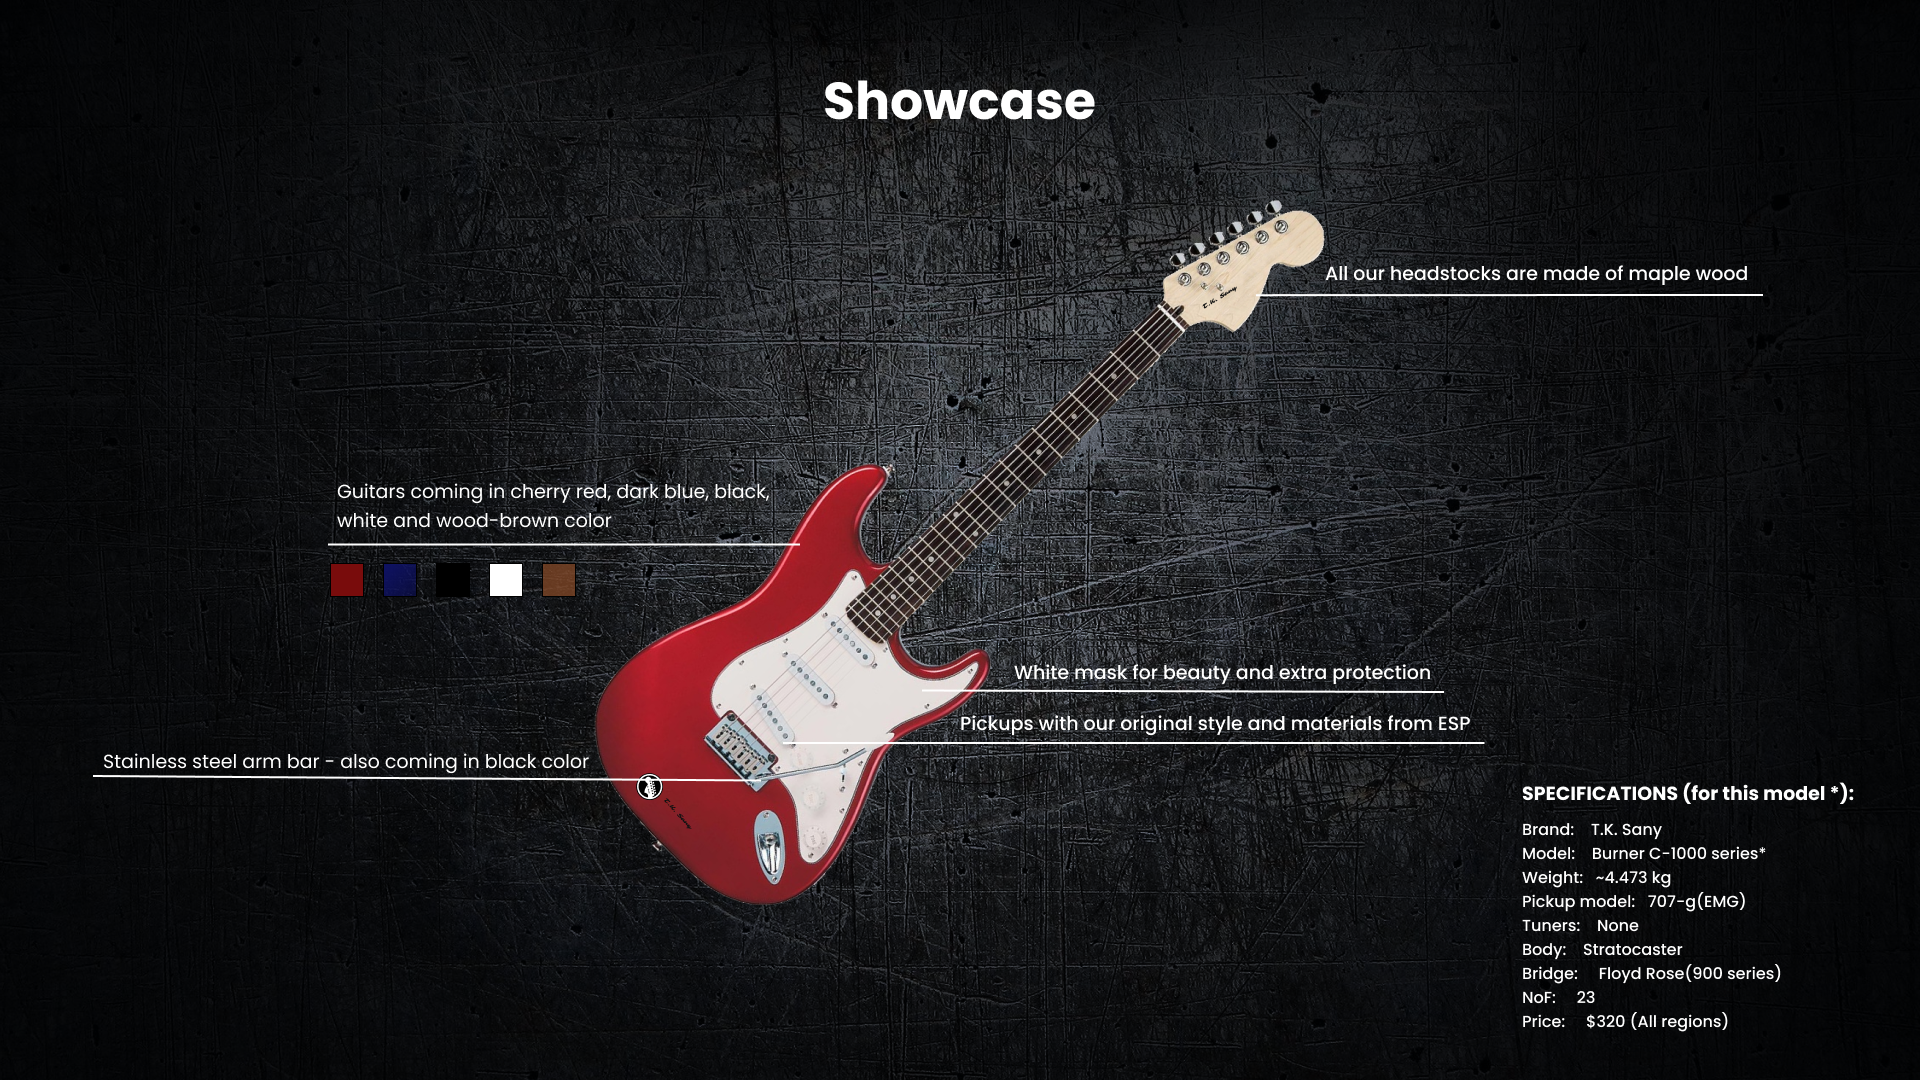 Showcase
All our headstocks are made of maple wood
Guitars coming in cherry red, dark blue, black,
white and wood-brown color
White mask for beauty and extra protection
Pickups with our original style and materials from ESP
Stainless steel arm bar - also coming in black color
T.K. Sany
T.K. Sany
SPECIFICATIONS (for this model *):
Brand: T.K. Sany
Model: Burner C-1000 series*
Weight: ~4.473 kg
Pickup model: 707-g(EMG)
Tuners: None
Body: Stratocaster
Bridge: Floyd Rose(900 series)
NoF: 23
Price: $320 (All regions)